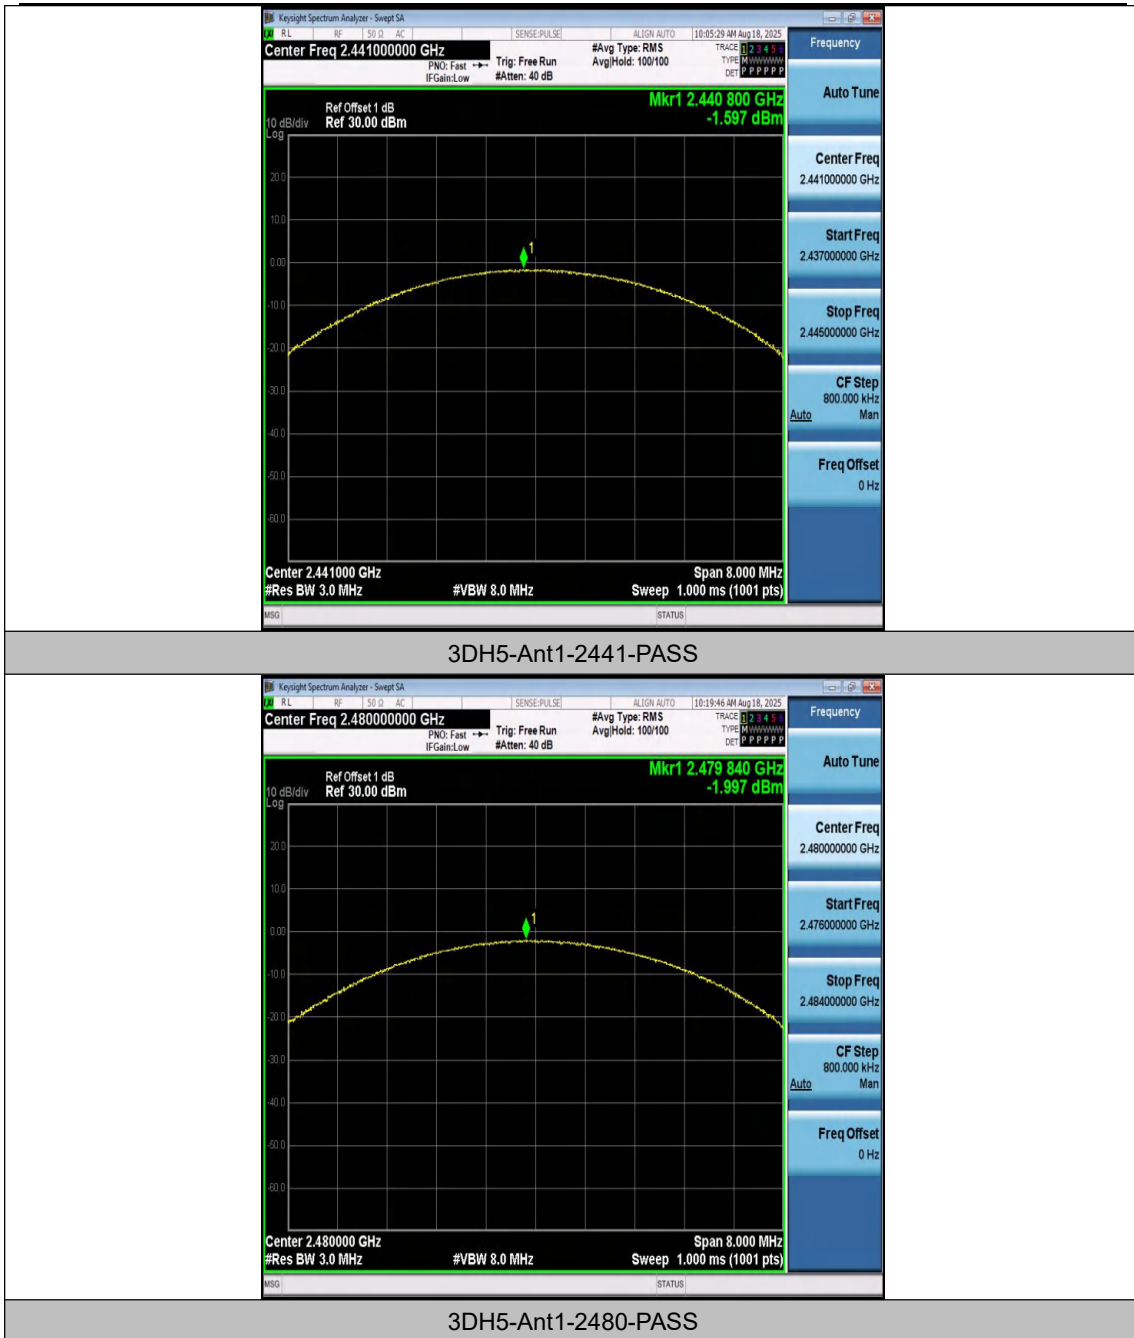 Keysight Spectrum Analyzer - Swept SA
RL RF 50 Ω AC SENSE:PULSE ALIGN AUTO 10:05:29 AM Aug 18, 2025
Center Freq 2.441000000 GHz #Avg Type: RMS TRACE 1 2 3 4 5 6 Frequency
PNO: Fast Trig: Free Run Avg|Hold: 100/100 TYPE M WWWWW
IFGain:Low #Atten: 40 dB DET P P P P P P
Auto Tune
Mkr1 2.440 800 GHz
Ref Offset 1 dB -1.597 dBm
10 dB/div Ref 30.00 dBm
Log
Center Freq
2.441000000 GHz
20.0
10.0
Start Freq
2.437000000 GHz
1
0.00
Stop Freq
2.445000000 GHz
-10.0
-20.0
CF Step
800.000 kHz
Auto Man
-30.0
-40.0
Freq Offset
0 Hz
-50.0
-60.0
Center 2.441000 GHz Span 8.000 MHz
#Res BW 3.0 MHz #VBW 8.0 MHz Sweep 1.000 ms (1001 pts)
MSG STATUS
3DH5-Ant1-2441-PASS
Keysight Spectrum Analyzer - Swept SA
RL RF 50 Ω AC SENSE:PULSE ALIGN AUTO 10:19:46 AM Aug 18, 2025
Center Freq 2.480000000 GHz #Avg Type: RMS TRACE 1 2 3 4 5 6 Frequency
PNO: Fast Trig: Free Run Avg|Hold: 100/100 TYPE M WWWWW
IFGain:Low #Atten: 40 dB DET P P P P P P
Auto Tune
Mkr1 2.479 840 GHz
Ref Offset 1 dB -1.997 dBm
10 dB/div Ref 30.00 dBm
Log
Center Freq
2.480000000 GHz
20.0
10.0
Start Freq
2.476000000 GHz
1
0.00
Stop Freq
2.484000000 GHz
-10.0
-20.0
CF Step
800.000 kHz
Auto Man
-30.0
-40.0
Freq Offset
0 Hz
-50.0
-60.0
Center 2.480000 GHz Span 8.000 MHz
#Res BW 3.0 MHz #VBW 8.0 MHz Sweep 1.000 ms (1001 pts)
MSG STATUS
3DH5-Ant1-2480-PASS